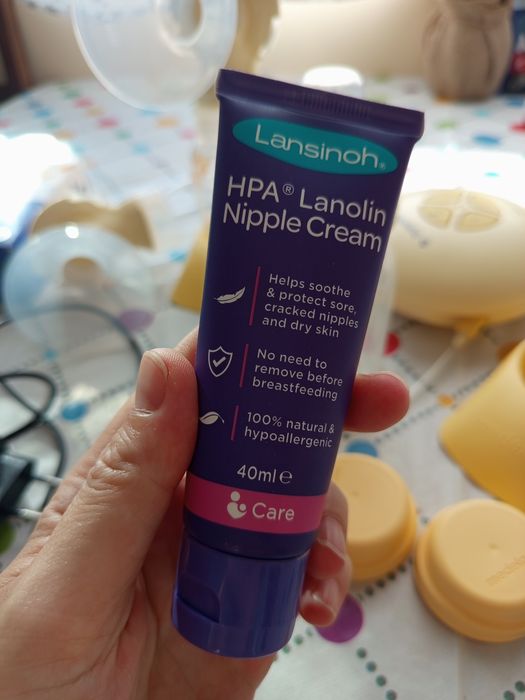 Lansinoh®
HPA® Lanolin
Nipple Cream
Helps soothe
& protect sore,
cracked nipples
and dry skin
No need to
remove before
breastfeeding
100% natural &
hypoallergenic
40ml℮
Care